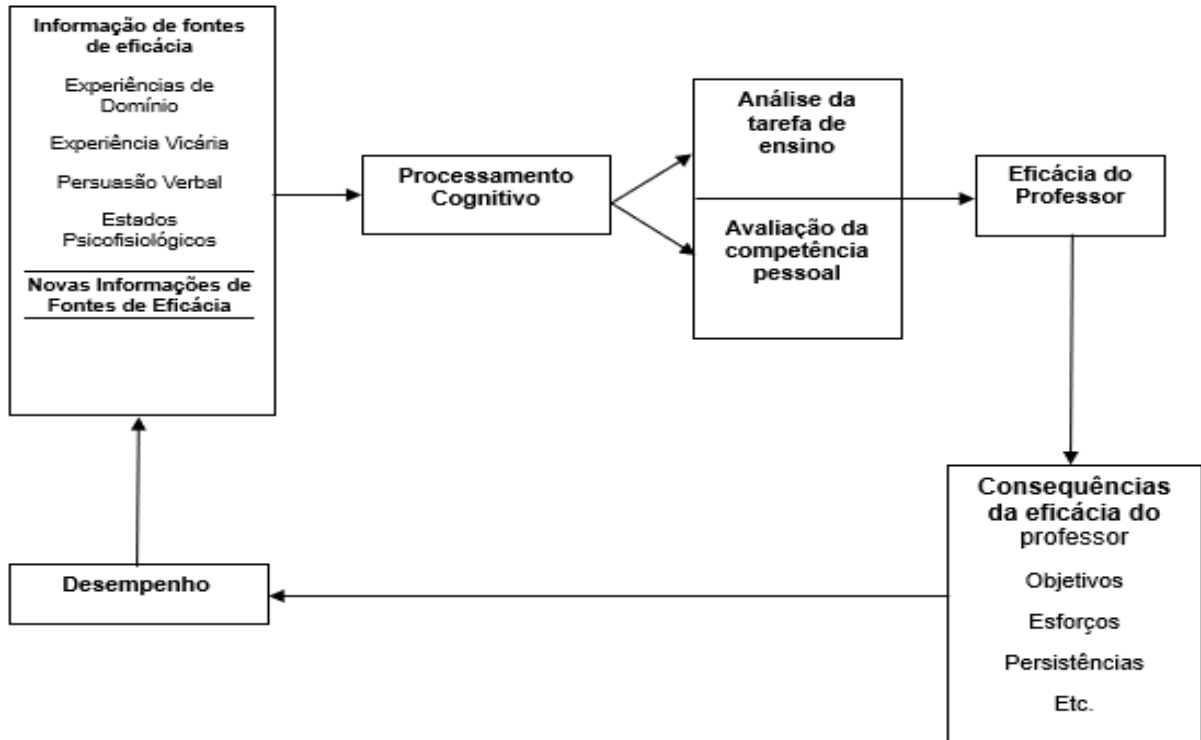 Informação de fontes
de eficácia
Experiências de
Domínio
Experiência Vicária
Persuasão Verbal
Estados
Psicofisiológicos
Novas Informações de
Fontes de Eficácia
Processamento
Cognitivo
Análise da
tarefa de
ensino
Avaliação da
competência
pessoal
Eficácia do
Professor
Consequências
da eficácia do
professor
Objetivos
Esforços
Persistências
Etc.
Desempenho